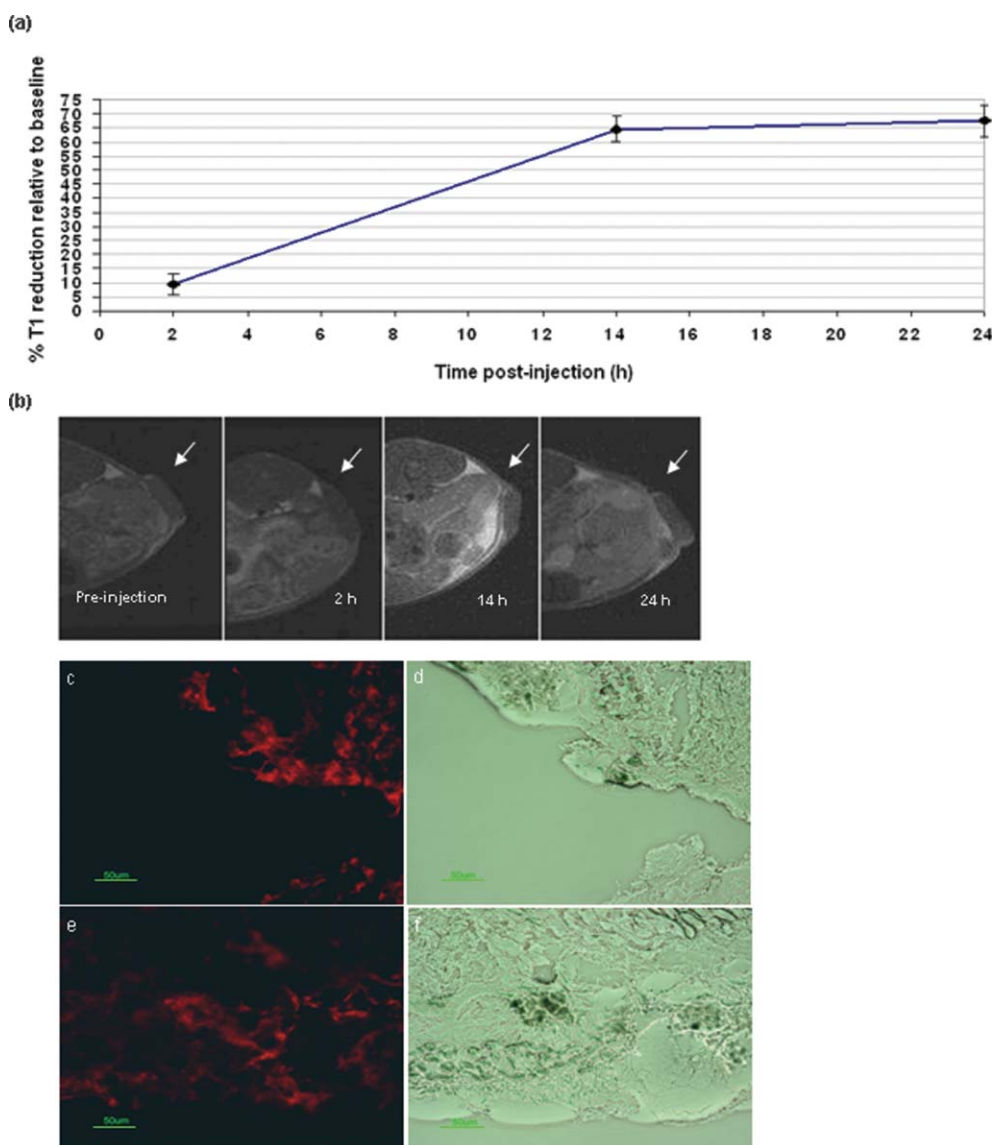 (a)
% T1 reduction relative to baseline
75
70
65
60
55
50
45
40
35
30
25
20
15
10
5
0
0 2 4 6 8 10 12 14 16 18 20 22 24
Time post-injection (h)
(b)
Pre-injection 2 h 14 h 24 h
c d
50um 50um
e f
50um 50um